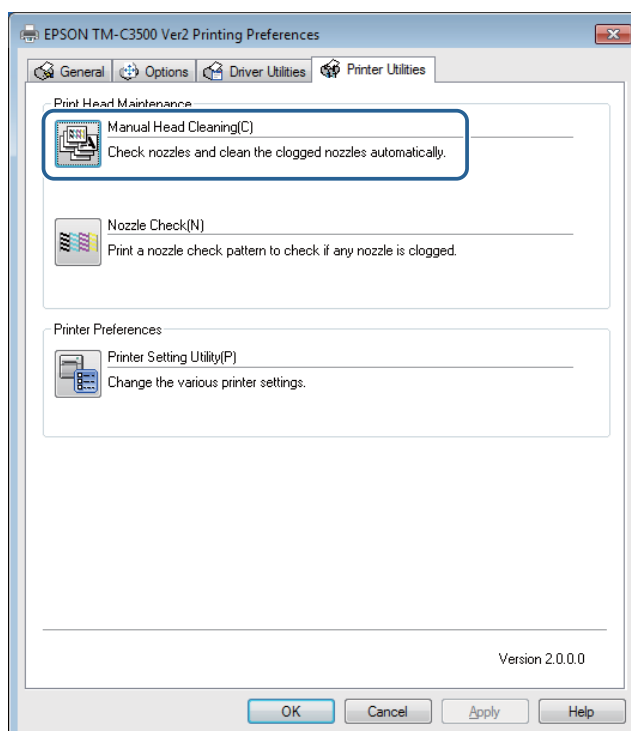 EPSON TM-C3500 Ver2 Printing Preferences
General Options Driver Utilities Printer Utilities
Print Head Maintenance
Manual Head Cleaning(C)
Check nozzles and clean the clogged nozzles automatically.
Nozzle Check(N)
Print a nozzle check pattern to check if any nozzle is clogged.
Printer Preferences
Printer Setting Utility(P)
Change the various printer settings.
Version 2.0.0.0
OK Cancel Apply Help